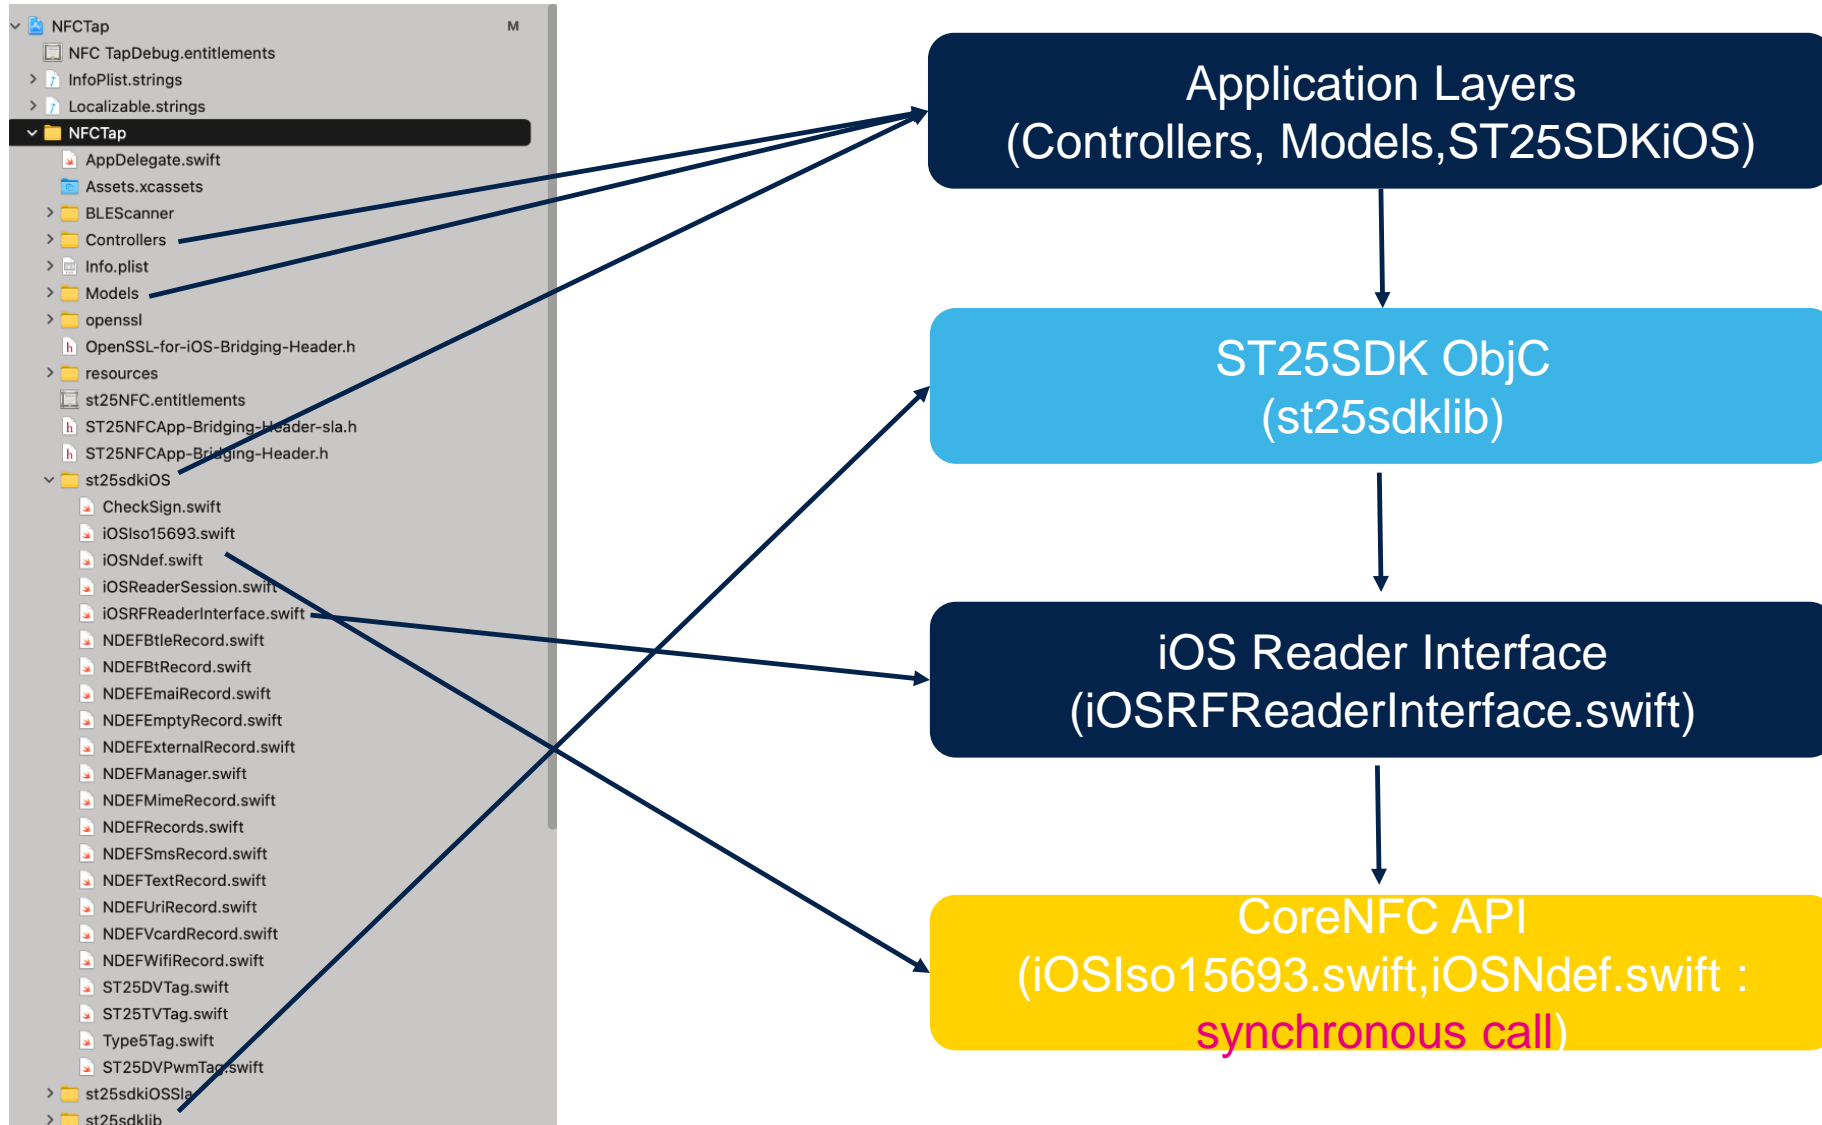 NFCTap
M
NFC TapDebug.entitlements
InfoPlist.strings
Localizable.strings
NFCTap
AppDelegate.swift
Assets.xcassets
BLEScanner
Controllers
Info.plist
Models
openssl
OpenSSL-for-iOS-Bridging-Header.h
resources
st25NFC.entitlements
ST25NFCApp-Bridging-Header-sla.h
ST25NFCApp-Bridging-Header.h
st25sdkiOS
CheckSign.swift
iOSIso15693.swift
iOSNdef.swift
iOSReaderSession.swift
iOSRFReaderInterface.swift
NDEFBtleRecord.swift
NDEFBtRecord.swift
NDEFEmaiRecord.swift
NDEFEmptyRecord.swift
NDEFExternalRecord.swift
NDEFManager.swift
NDEFMimeRecord.swift
NDEFRecords.swift
NDEFSmsRecord.swift
NDEFTextRecord.swift
NDEFUriRecord.swift
NDEFVcardRecord.swift
NDEFWifiRecord.swift
ST25DVTag.swift
ST25TVTag.swift
Type5Tag.swift
ST25DVPwmTag.swift
st25sdkiOSSla
st25sdklib
Application Layers
(Controllers, Models,ST25SDKiOS)
ST25SDK ObjC
(st25sdklib)
iOS Reader Interface
(iOSRFReaderInterface.swift)
CoreNFC API
(iOSIso15693.swift,iOSNdef.swift :
synchronous call)